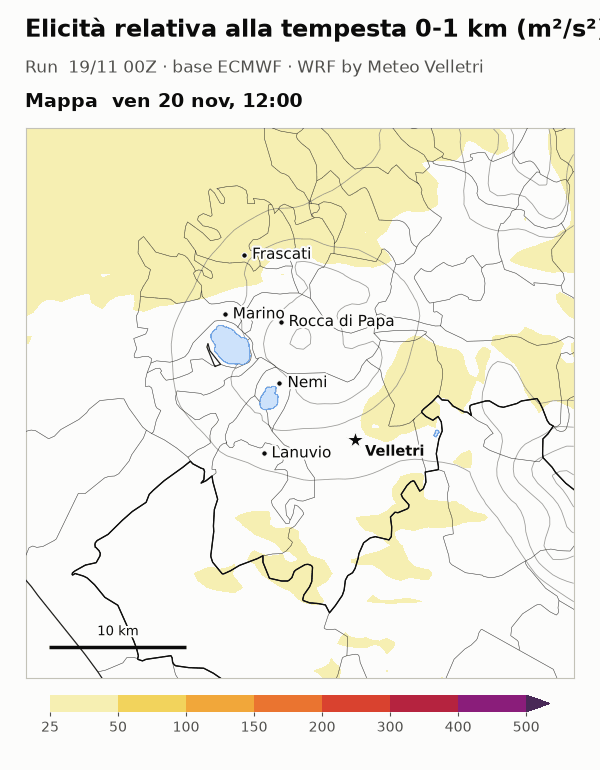 Elicità relativa alla tempesta 0-1 km (m²/s²)
Run 19/11 00Z · base ECMWF · WRF by Meteo Velletri
Mappa ven 20 nov, 12:00
Frascati
Marino
Rocca di Papa
Nemi
Velletri
Lanuvio
10 km
25 50 100 150 200 300 400 500